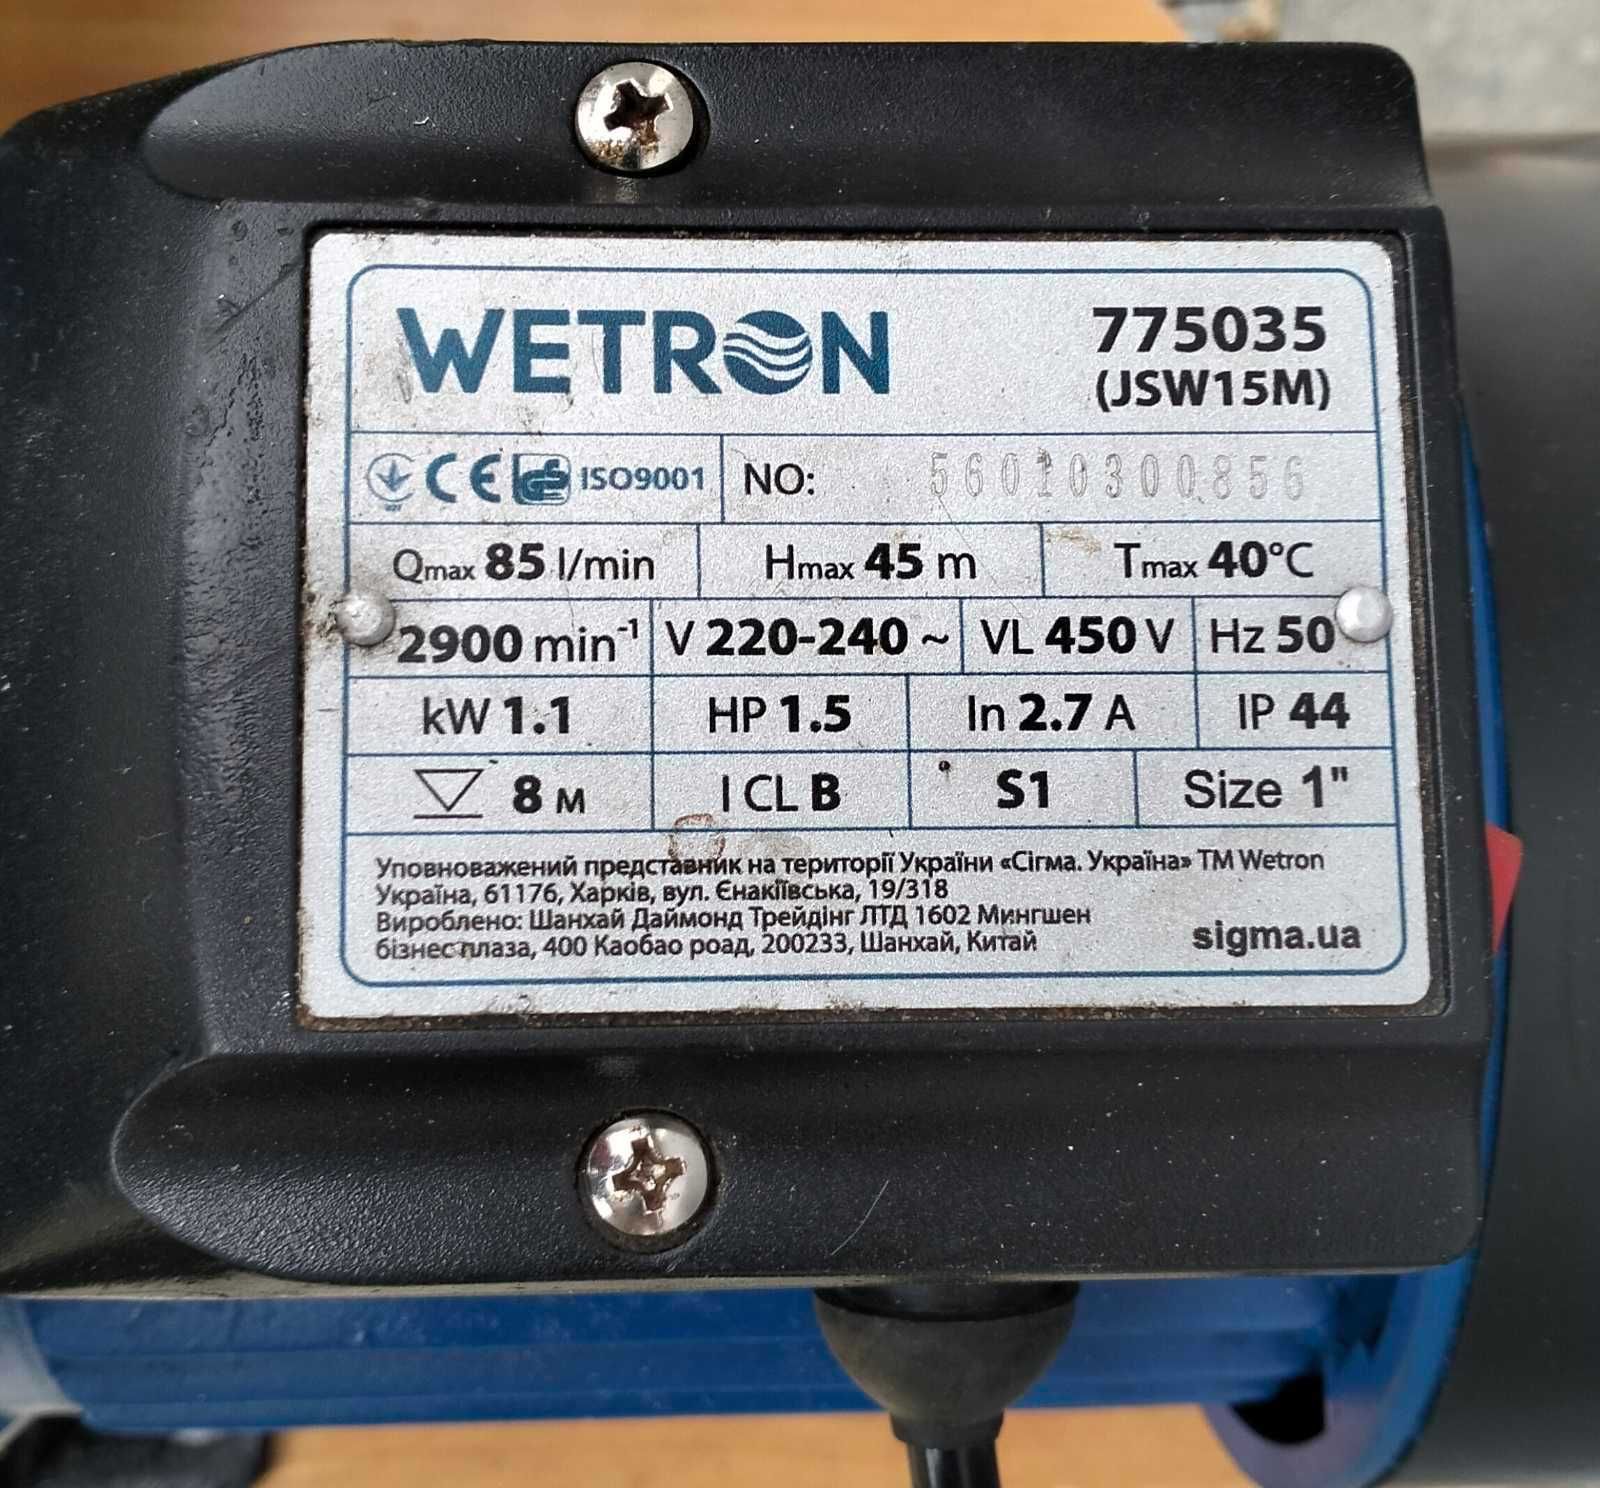 WETRON
775035
(JSW15M)
CE ISO9001 NO: 56010300856
Qmax 85 l/min Hmax 45 m Tmax 40°C
2900 min⁻¹ V 220-240 ~ VL 450 V Hz 50
kW 1.1 HP 1.5 In 2.7 A IP 44
8 м I CL B S1 Size 1"
Уповноважений представник на території України «Сігма. Україна» ТМ Wetron
Україна, 61176, Харків, вул. Єнакіївська, 19/318
Вироблено: Шанхай Даймонд Трейдінг ЛТД 1602 Мингшен
бізнес плаза, 400 Каобао роад, 200233, Шанхай, Китай
sigma.ua